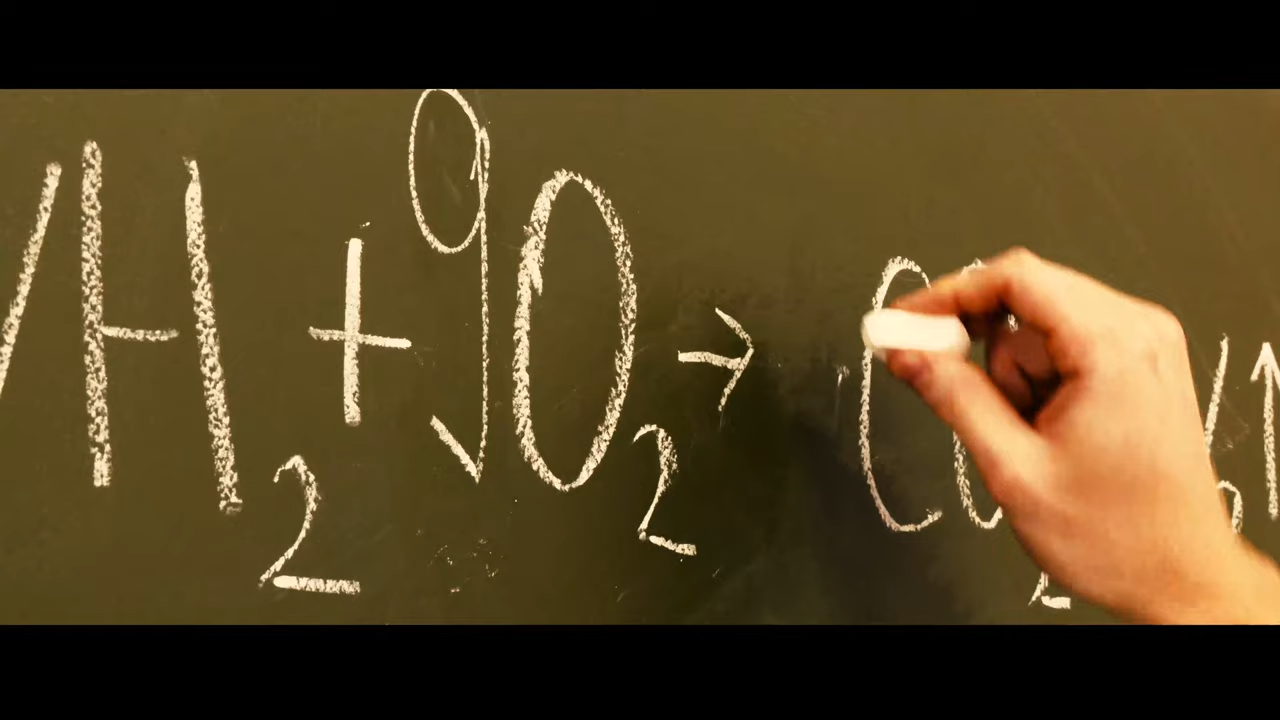 H₂ + 9O₂ → CO₂